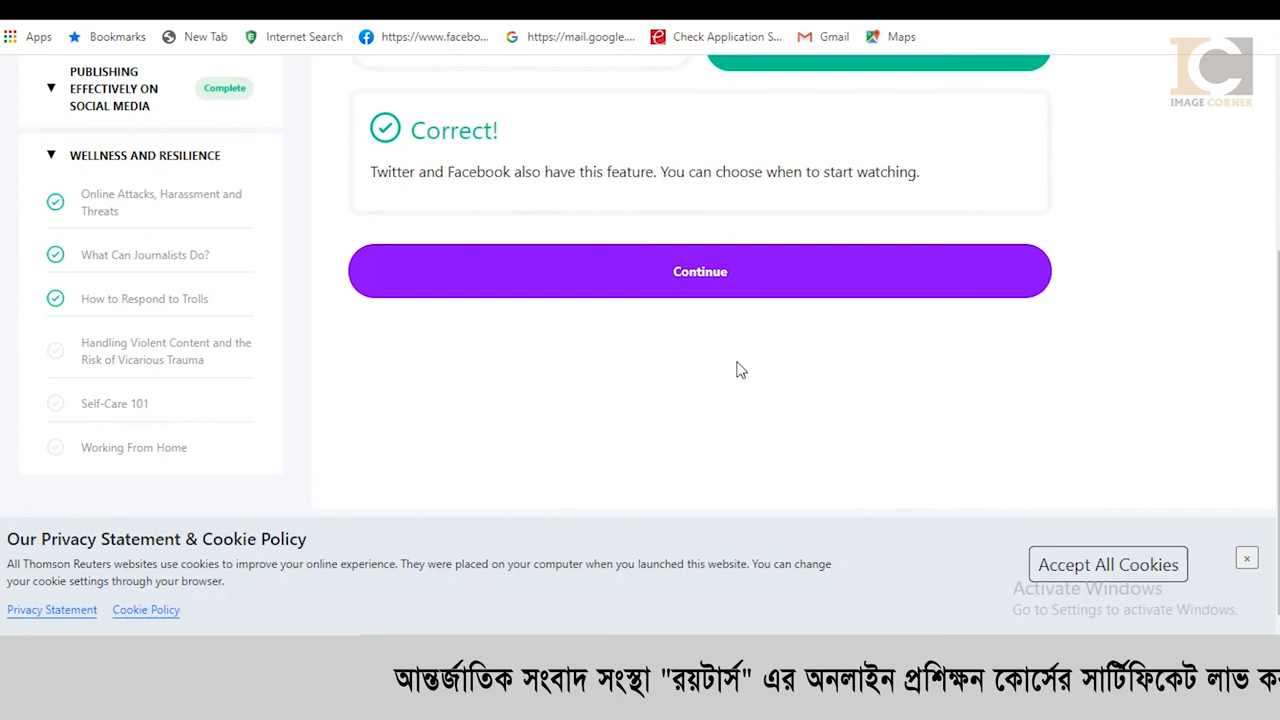 Apps Bookmarks New Tab Internet Search https://www.facebo... https://mail.google.... Check Application S... Gmail Maps
IC
IMAGE CORNER
PUBLISHING
EFFECTIVELY ON
SOCIAL MEDIA
Complete
WELLNESS AND RESILIENCE
Online Attacks, Harassment and
Threats
What Can Journalists Do?
How to Respond to Trolls
Handling Violent Content and the
Risk of Vicarious Trauma
Self-Care 101
Working From Home
Correct!
Twitter and Facebook also have this feature. You can choose when to start watching.
Continue
Our Privacy Statement & Cookie Policy
All Thomson Reuters websites use cookies to improve your online experience. They were placed on your computer when you launched this website. You can change
your cookie settings through your browser.
Privacy Statement Cookie Policy
Accept All Cookies
Activate Windows
Go to Settings to activate Windows.
আন্তর্জাতিক সংবাদ সংস্থা "রয়টার্স" এর অনলাইন প্রশিক্ষন কোর্সের সার্টিফিকেট লাভ